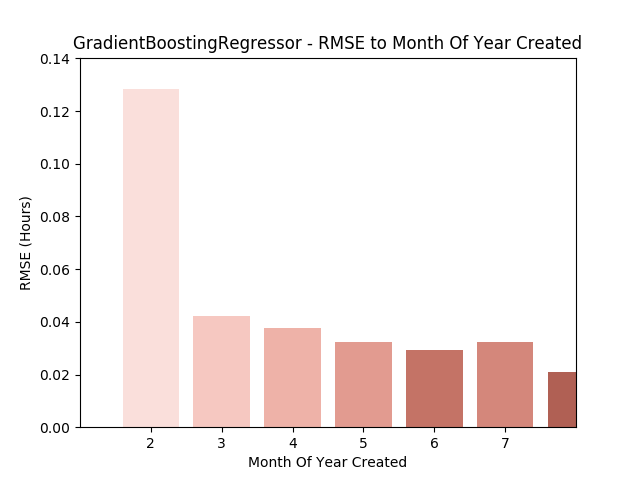 GradientBoostingRegressor - RMSE to Month Of Year Created
0.14
0.12
0.10
0.08
0.06
0.04
0.02
0.00
RMSE (Hours)
2 3 4 5 6 7
Month Of Year Created